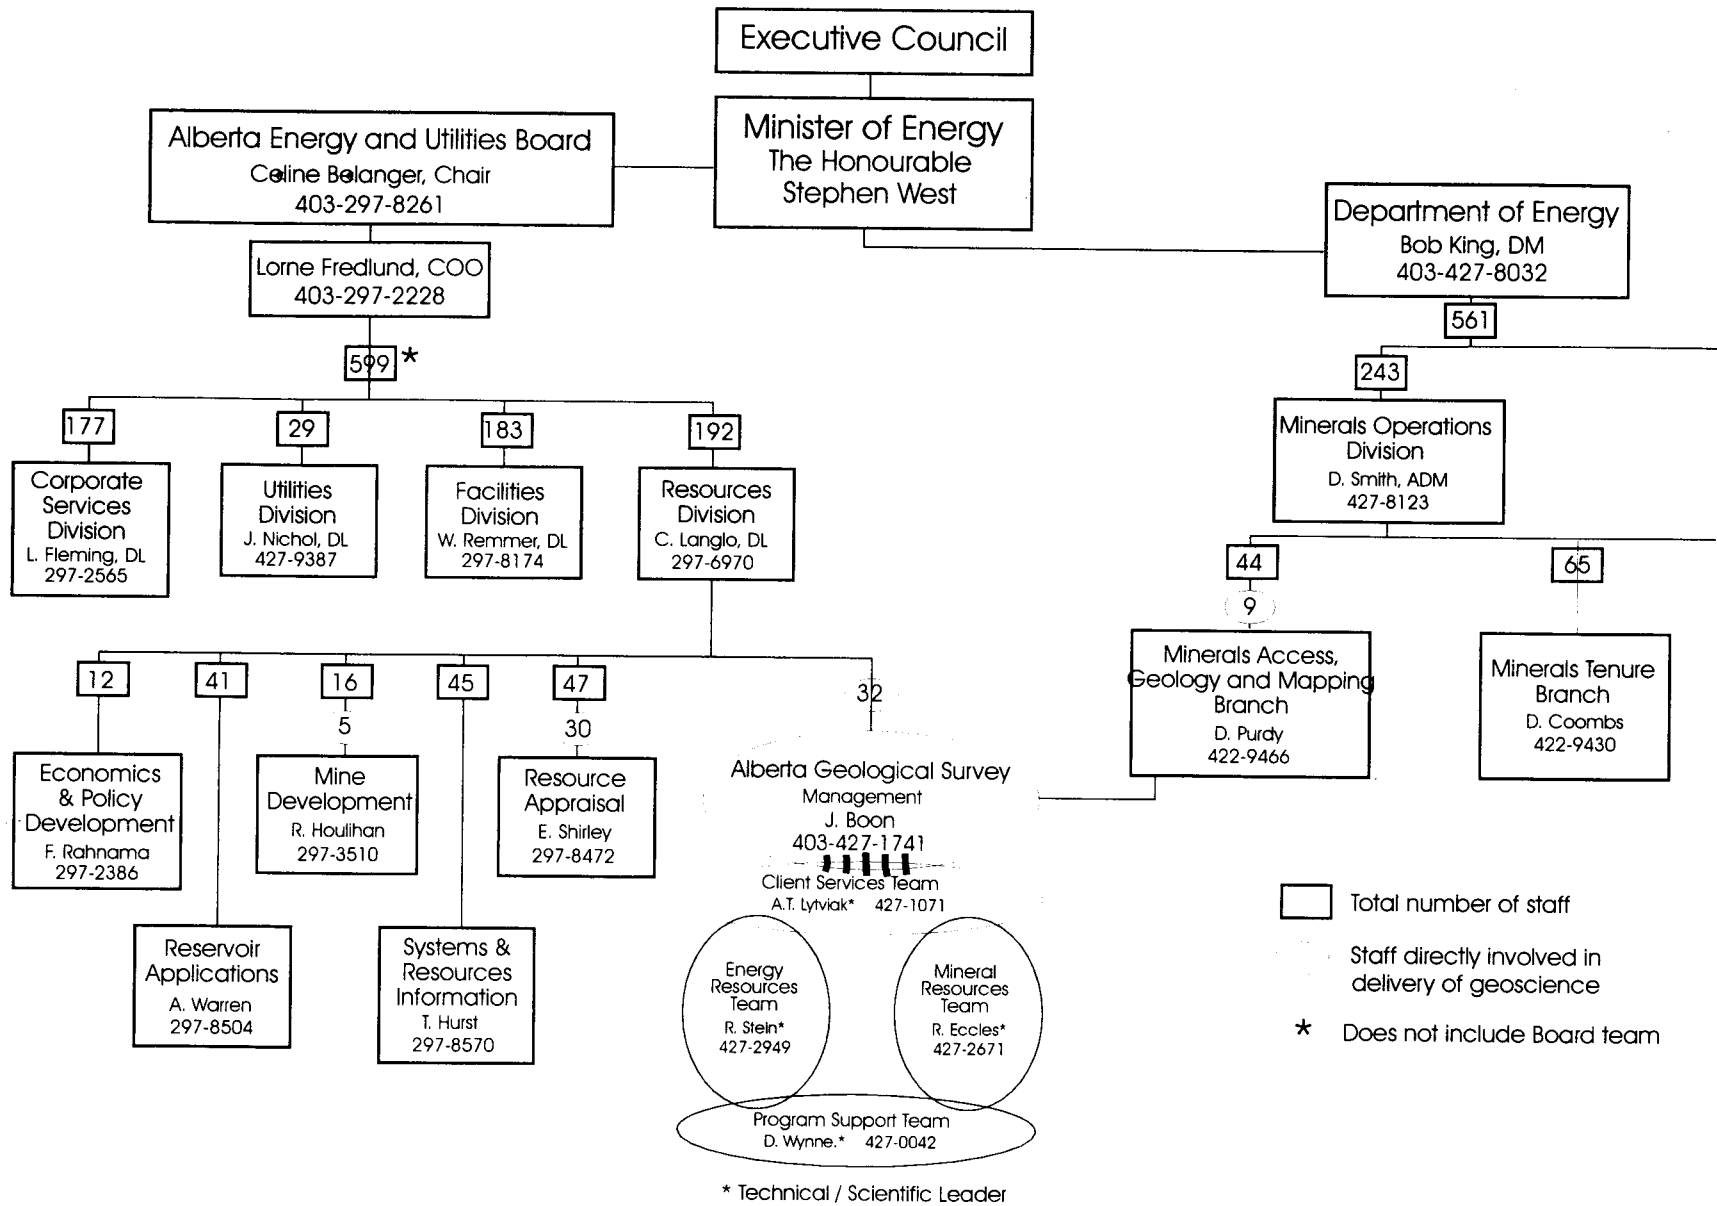 Executive Council
Minister of Energy
The Honourable
Stephen West
Alberta Energy and Utilities Board
Celine Belanger, Chair
403-297-8261
Lorne Fredlund, COO
403-297-2228
599 *
Department of Energy
Bob King, DM
403-427-8032
561
243
Minerals Operations
Division
D. Smith, ADM
427-8123
177
Corporate
Services
Division
L. Fleming, DL
297-2565
29
Utilities
Division
J. Nichol, DL
427-9387
183
Facilities
Division
W. Remmer, DL
297-8174
192
Resources
Division
C. Langlo, DL
297-6970
44
9
Minerals Access,
Geology and Mapping
Branch
D. Purdy
422-9466
65
Minerals Tenure
Branch
D. Coombs
422-9430
12
Economics
& Policy
Development
F. Rahnama
297-2386
41
Reservoir
Applications
A. Warren
297-8504
16
5
Mine
Development
R. Houlihan
297-3510
45
Systems &
Resources
Information
T. Hurst
297-8570
47
30
Resource
Appraisal
E. Shirley
297-8472
32
Alberta Geological Survey
Management
J. Boon
403-427-1741
Client Services Team
A.T. Lytviak* 427-1071
Energy
Resources
Team
R. Stein*
427-2949
Mineral
Resources
Team
R. Eccles*
427-2671
Program Support Team
D. Wynne.* 427-0042
* Technical / Scientific Leader
Total number of staff
Staff directly involved in
delivery of geoscience
* Does not include Board team